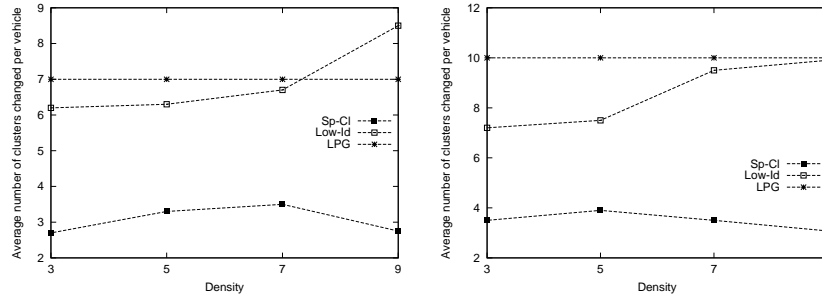 Average number of clusters changed per vehicle
9
8
7
6
5
4
3
2
3
5
7
9
Density
Sp-Cl
Low-Id
LPG
Average number of clusters changed per vehicle
12
10
8
6
4
2
3
5
7
Density
Sp-Cl
Low-Id
LPG